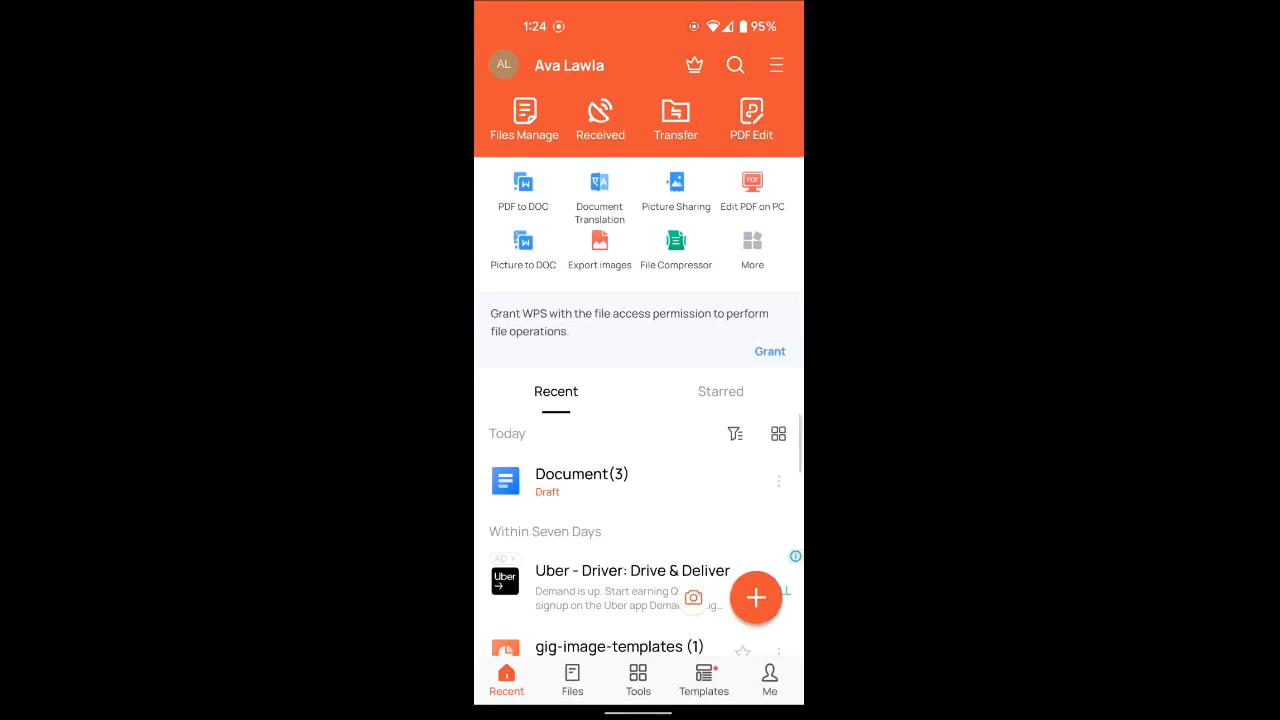 1:24
95%
AL
Ava Lawla
Files Manage
Received
Transfer
PDF Edit
PDF to DOC
Document
Translation
Picture Sharing
PDF
Edit PDF on PC
Picture to DOC
Export images
File Compressor
More
Grant WPS with the file access permission to perform
file operations.
Grant
Recent
Starred
Today
Document(3)
Draft
Within Seven Days
AD X
Uber
Uber - Driver: Drive & Deliver
Demand is up. Start earning Q
signup on the Uber app
gig-image-templates (1)
Recent
Files
Tools
Templates
Me